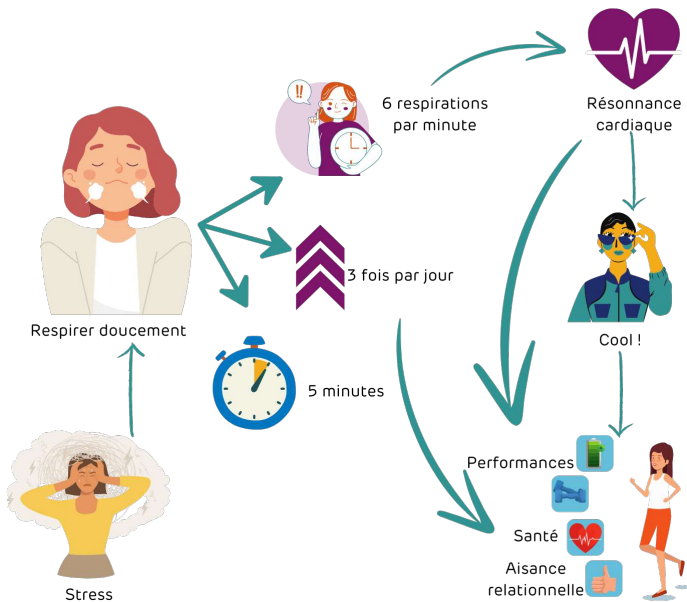 !!
6 respirations
par minute
Résonnance
cardiaque
3 fois par jour
Respirer doucement
Cool !
5 minutes
Performances
Santé
Aisance
relationnelle
Stress